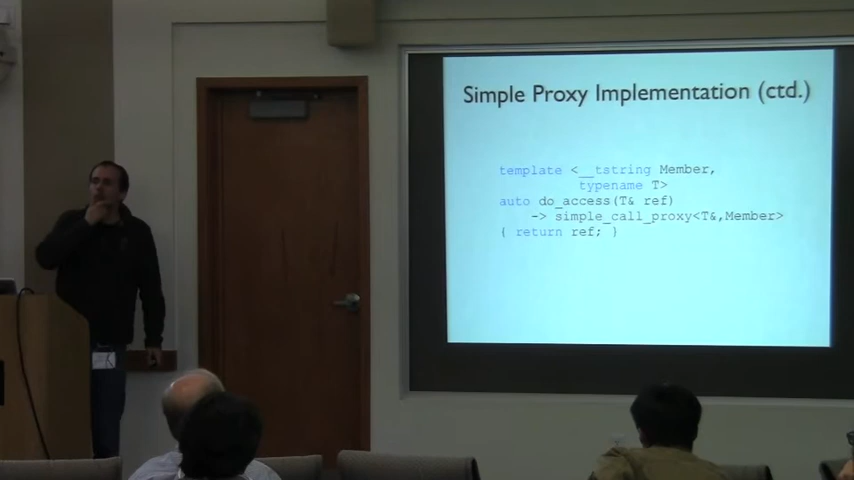 Simple Proxy Implementation (ctd.)
template <__tstring Member,
typename T>
auto do_access(T& ref)
-> simple_call_proxy<T&,Member>
{ return ref; }